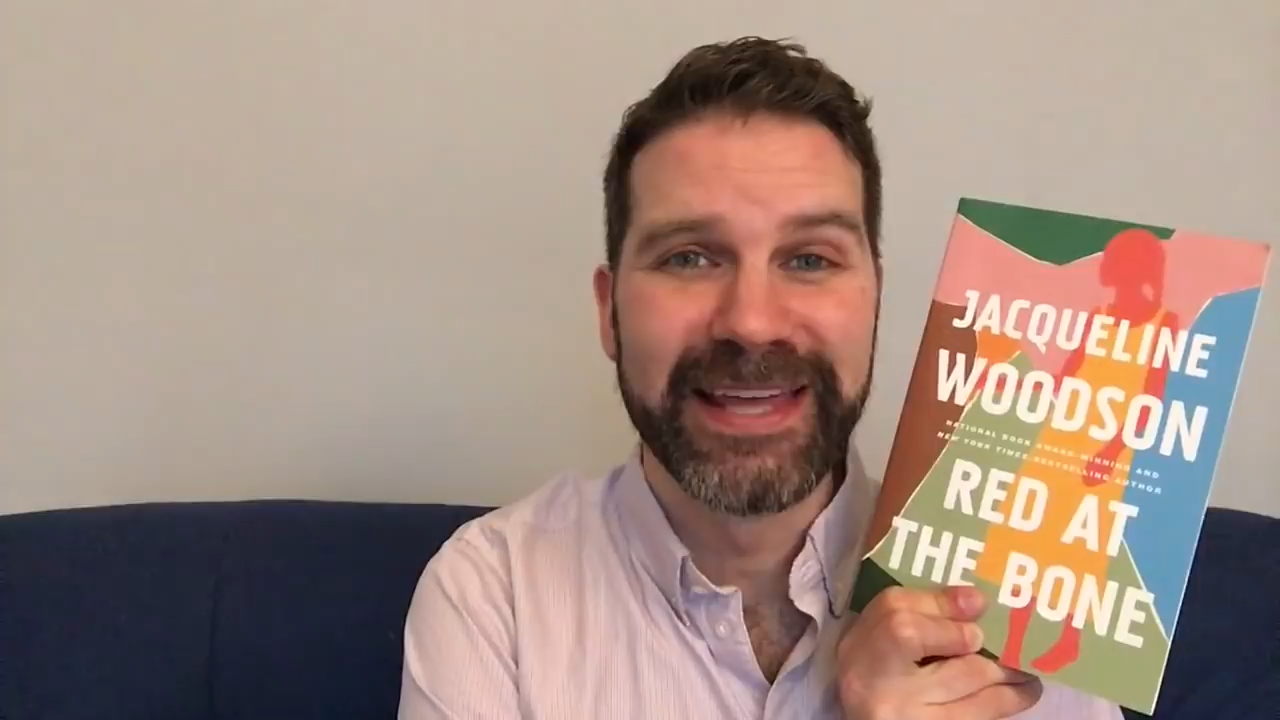 JACQUELINE
WOODSON
NATIONAL BOOK AWARD-WINNING AND
NEW YORK TIMES-BESTSELLING AUTHOR
RED AT
THE BONE